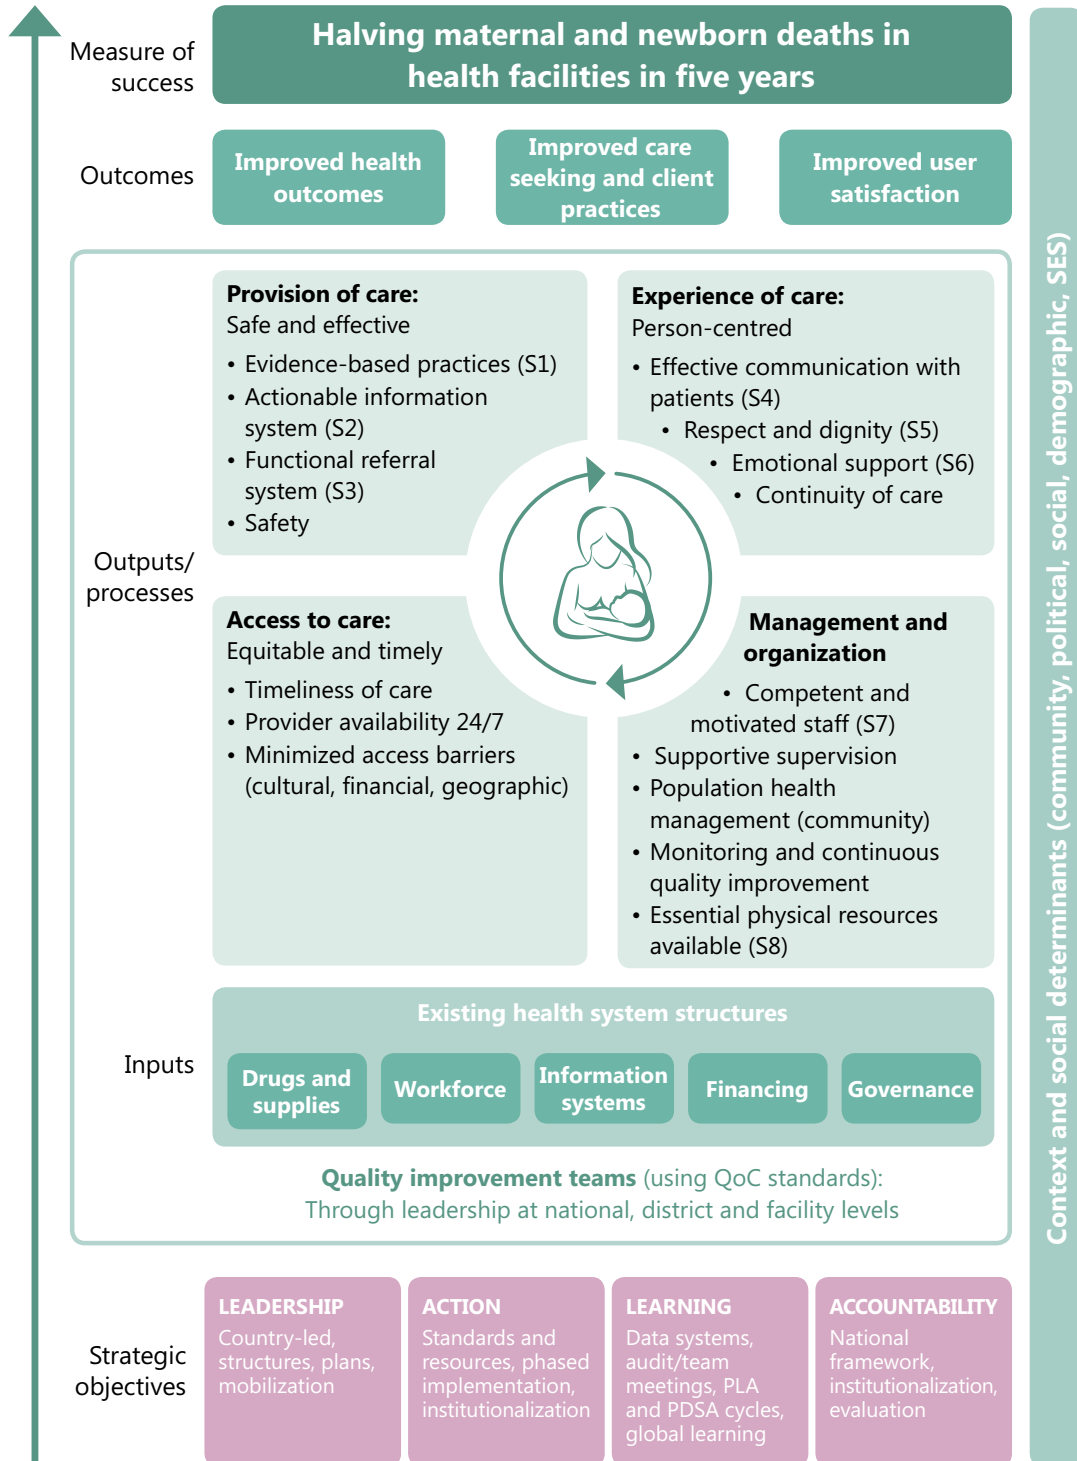 Measure of
success
Halving maternal and newborn deaths in
health facilities in five years
Outcomes
Improved health
outcomes
Improved care
seeking and client
practices
Improved user
satisfaction
Outputs/
processes
Provision of care:
Safe and effective
• Evidence-based practices (S1)
• Actionable information
system (S2)
• Functional referral
system (S3)
• Safety
Experience of care:
Person-centred
• Effective communication with
patients (S4)
• Respect and dignity (S5)
• Emotional support (S6)
• Continuity of care
Access to care:
Equitable and timely
• Timeliness of care
• Provider availability 24/7
• Minimized access barriers
(cultural, financial, geographic)
Management and
organization
• Competent and
motivated staff (S7)
• Supportive supervision
• Population health
management (community)
• Monitoring and continuous
quality improvement
• Essential physical resources
available (S8)
Inputs
Existing health system structures
Drugs and
supplies
Workforce
Information
systems
Financing
Governance
Quality improvement teams (using QoC standards):
Through leadership at national, district and facility levels
Strategic
objectives
LEADERSHIP
Country-led,
structures, plans,
mobilization
ACTION
Standards and
resources, phased
implementation,
institutionalization
LEARNING
Data systems,
audit/team
meetings, PLA
and PDSA cycles,
global learning
ACCOUNTABILITY
National
framework,
institutionalization,
evaluation
Context and social determinants (community, political, social, demographic, SES)